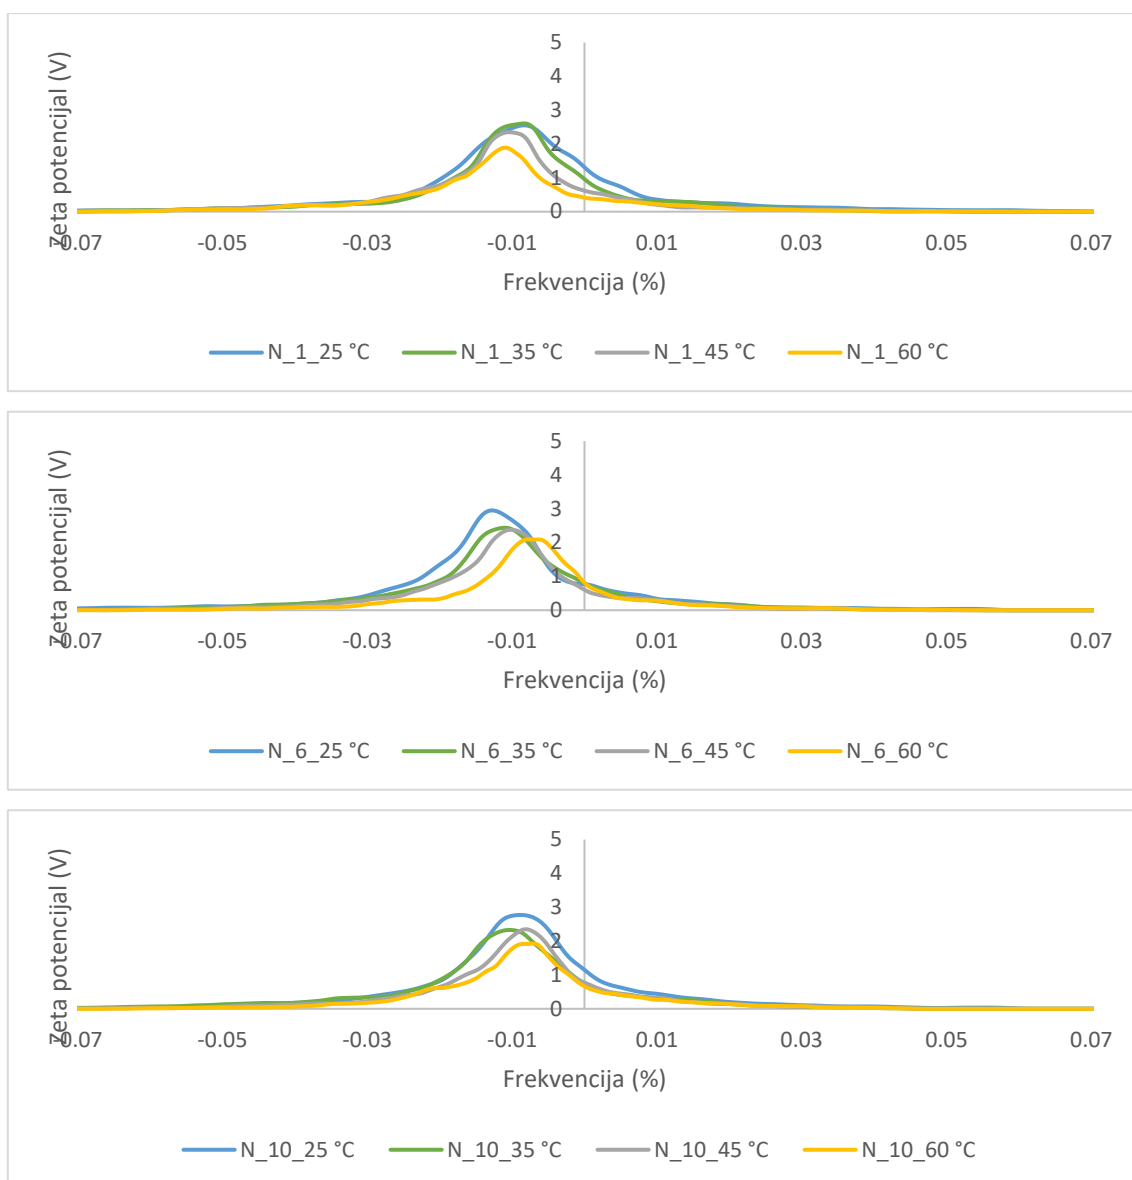 Zeta potencijal (V)
5
4
3
2
1
0
-0.07 -0.05 -0.03 -0.01 0.01 0.03 0.05 0.07
Frekvencija (%)
N_1_25 °C N_1_35 °C N_1_45 °C N_1_60 °C
Zeta potencijal (V)
5
4
3
2
1
0
-0.07 -0.05 -0.03 -0.01 0.01 0.03 0.05 0.07
Frekvencija (%)
N_6_25 °C N_6_35 °C N_6_45 °C N_6_60 °C
Zeta potencijal (V)
5
4
3
2
1
0
-0.07 -0.05 -0.03 -0.01 0.01 0.03 0.05 0.07
Frekvencija (%)
N_10_25 °C N_10_35 °C N_10_45 °C N_10_60 °C